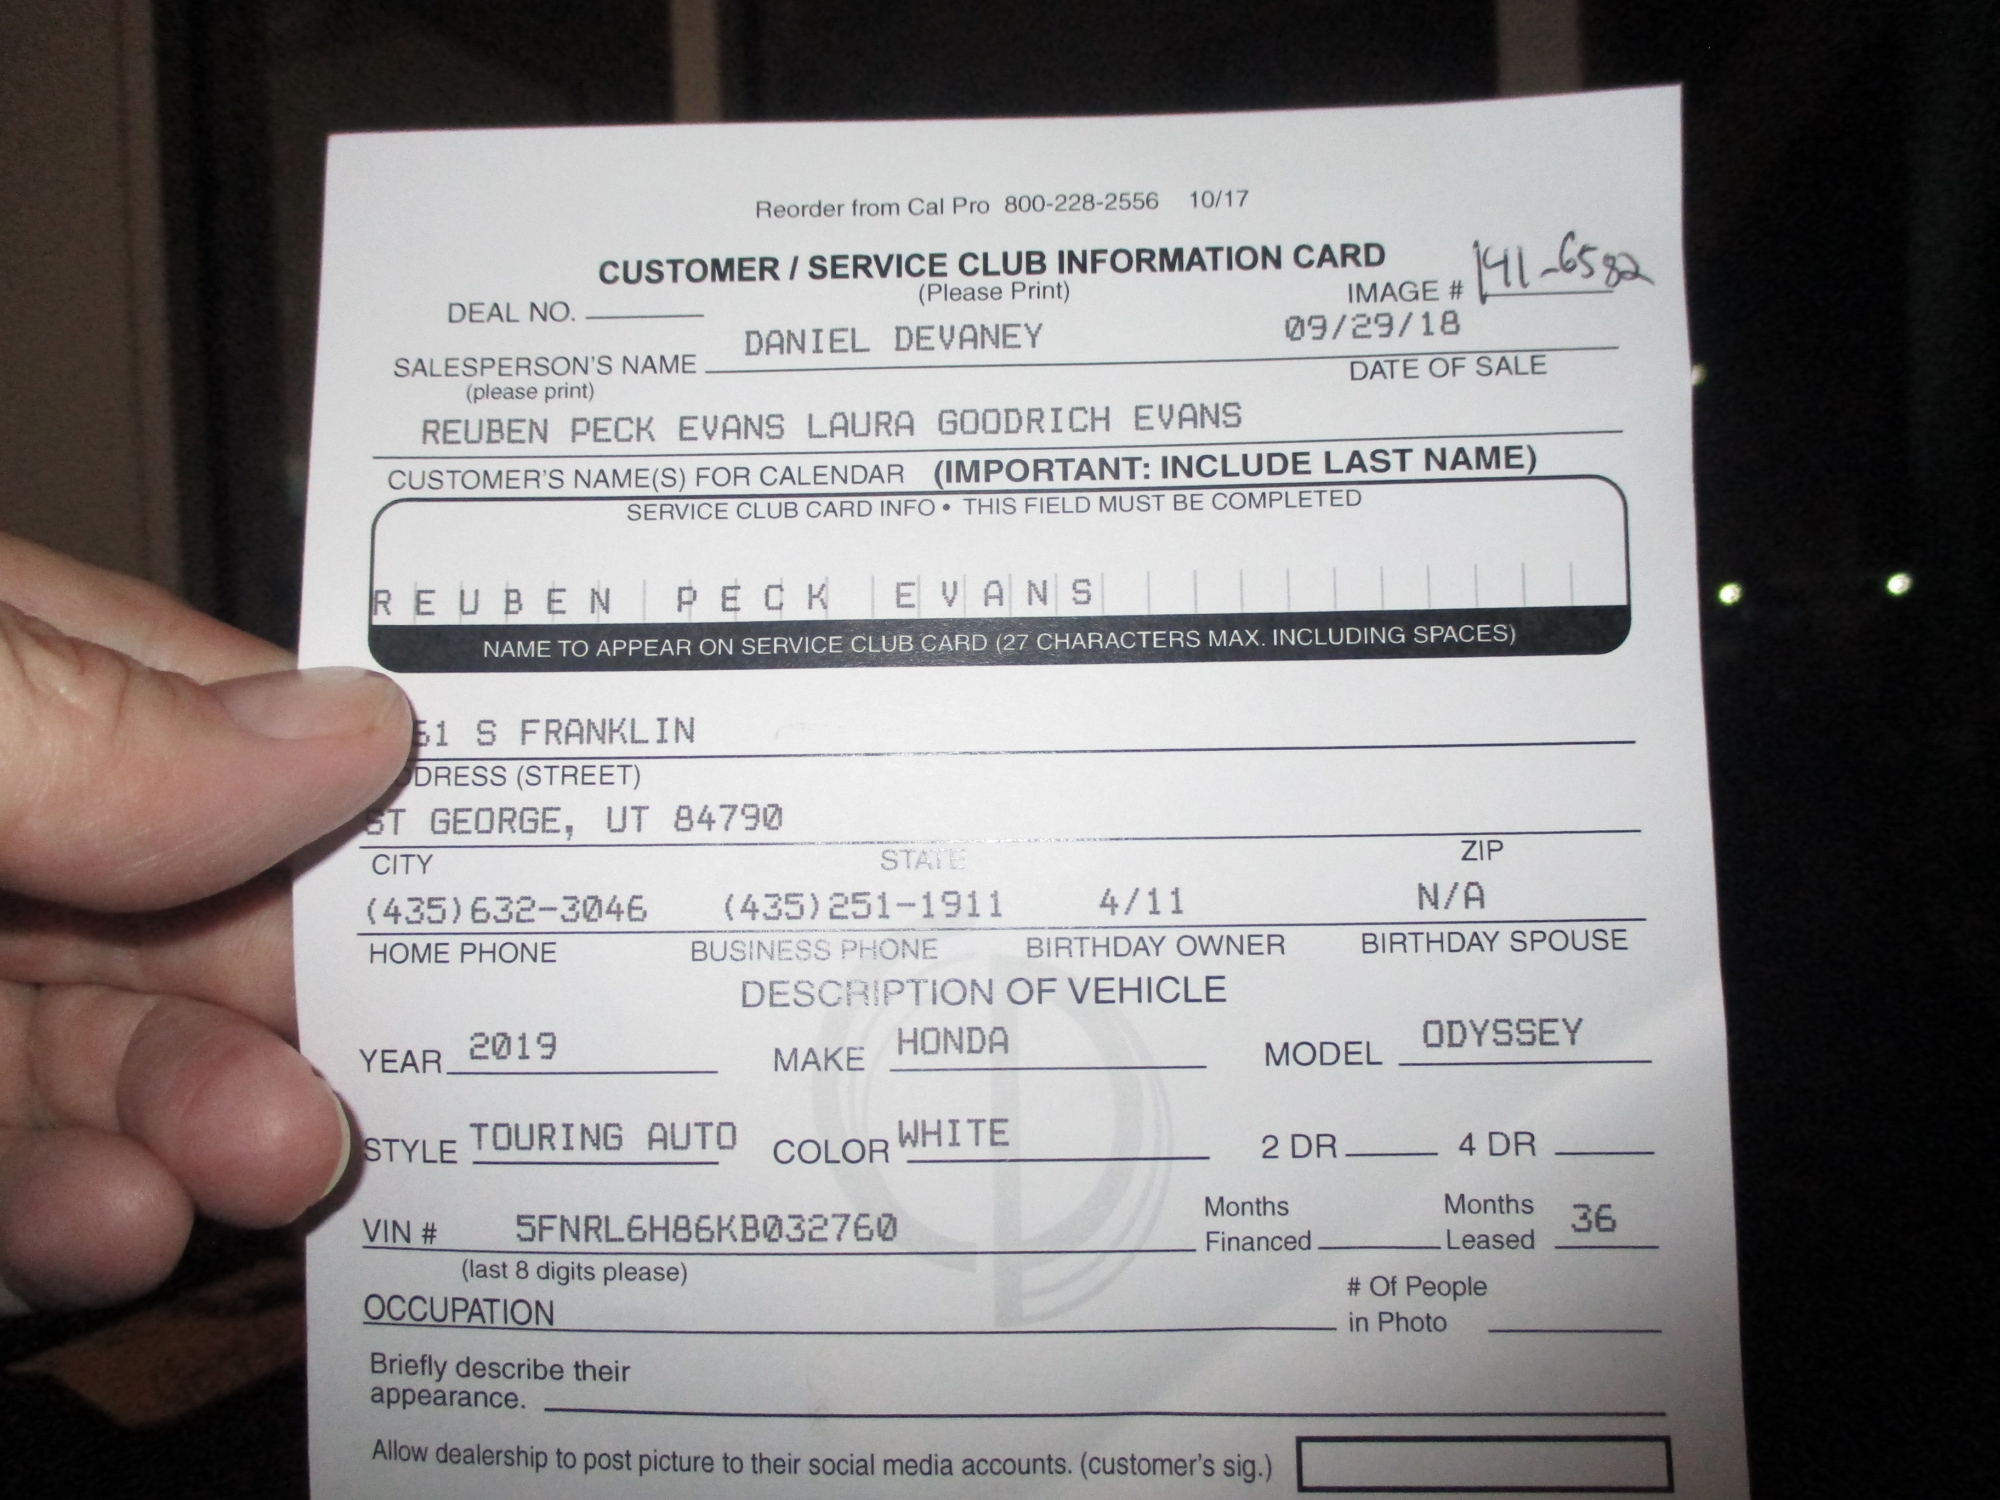 Reorder from Cal Pro 800-228-2556 10/17
CUSTOMER / SERVICE CLUB INFORMATION CARD
(Please Print)
IMAGE # 141-6582
DEAL NO.
DANIEL DEVANEY 09/29/18
SALESPERSON'S NAME DATE OF SALE
(please print)
REUBEN PECK EVANS LAURA GOODRICH EVANS
CUSTOMER'S NAME(S) FOR CALENDAR (IMPORTANT: INCLUDE LAST NAME)
SERVICE CLUB CARD INFO • THIS FIELD MUST BE COMPLETED
REUBEN PECK EVANS
NAME TO APPEAR ON SERVICE CLUB CARD (27 CHARACTERS MAX. INCLUDING SPACES)
S FRANKLIN
DRESS (STREET)
ST GEORGE, UT 84790
CITY STATE ZIP
(435)632-3046 (435)251-1911 4/11 N/A
HOME PHONE BUSINESS PHONE BIRTHDAY OWNER BIRTHDAY SPOUSE
DESCRIPTION OF VEHICLE
YEAR 2019 MAKE HONDA MODEL ODYSSEY
STYLE TOURING AUTO COLOR WHITE 2 DR 4 DR
VIN # 5FNRL6H86KB032760 Months Financed Months Leased 36
(last 8 digits please)
OCCUPATION # Of People in Photo
Briefly describe their
appearance.
Allow dealership to post picture to their social media accounts. (customer's sig.)